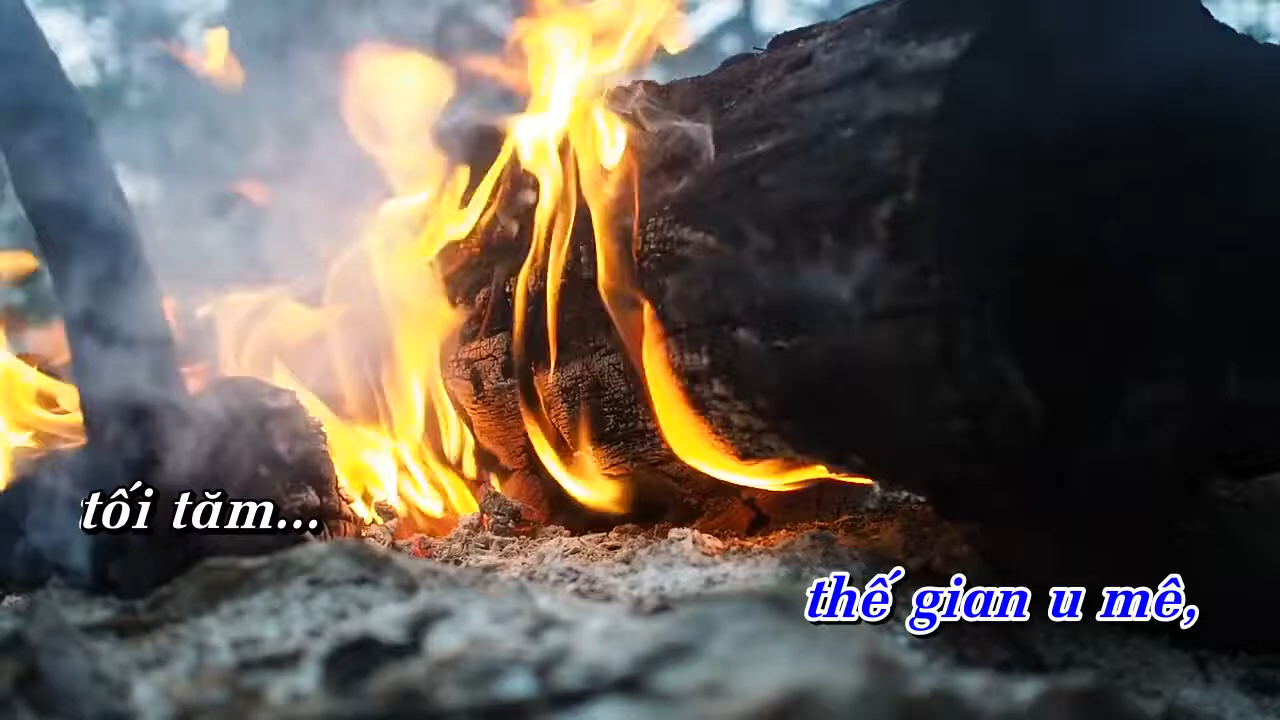 tối tăm...
thế gian u mê,